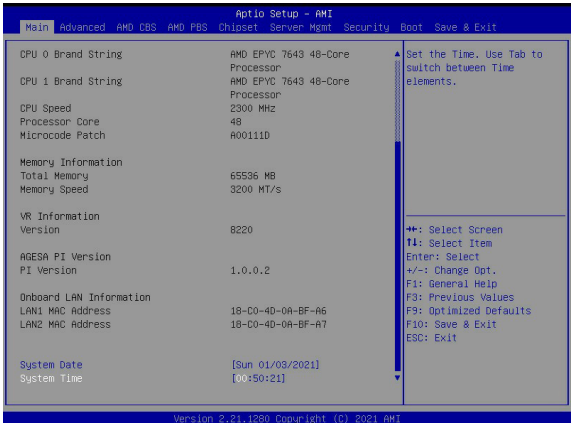 Aptio Setup - AMI
Main Advanced AMD CBS AMD PBS Chipset Server Mgmt Security Boot Save & Exit
CPU 0 Brand String AMD EPYC 7643 48-Core
Processor
CPU 1 Brand String AMD EPYC 7643 48-Core
Processor
CPU Speed 2300 MHz
Processor Core 48
Microcode Patch A00111D
Memory Information
Total Memory 65536 MB
Memory Speed 3200 MT/s
VR Information
Version 8220
AGESA PI Version
PI Version 1.0.0.2
Onboard LAN Information
LAN1 MAC Address 18-C0-4D-0A-BF-A6
LAN2 MAC Address 18-C0-4D-0A-BF-A7
System Date [Sun 01/03/2021]
System Time [00:50:21]
Set the Time. Use Tab to
switch between Time
elements.
→←: Select Screen
↑↓: Select Item
Enter: Select
+/-: Change Opt.
F1: General Help
F3: Previous Values
F9: Optimized Defaults
F10: Save & Exit
ESC: Exit
Version 2.21.1280 Copyright (C) 2021 AMI